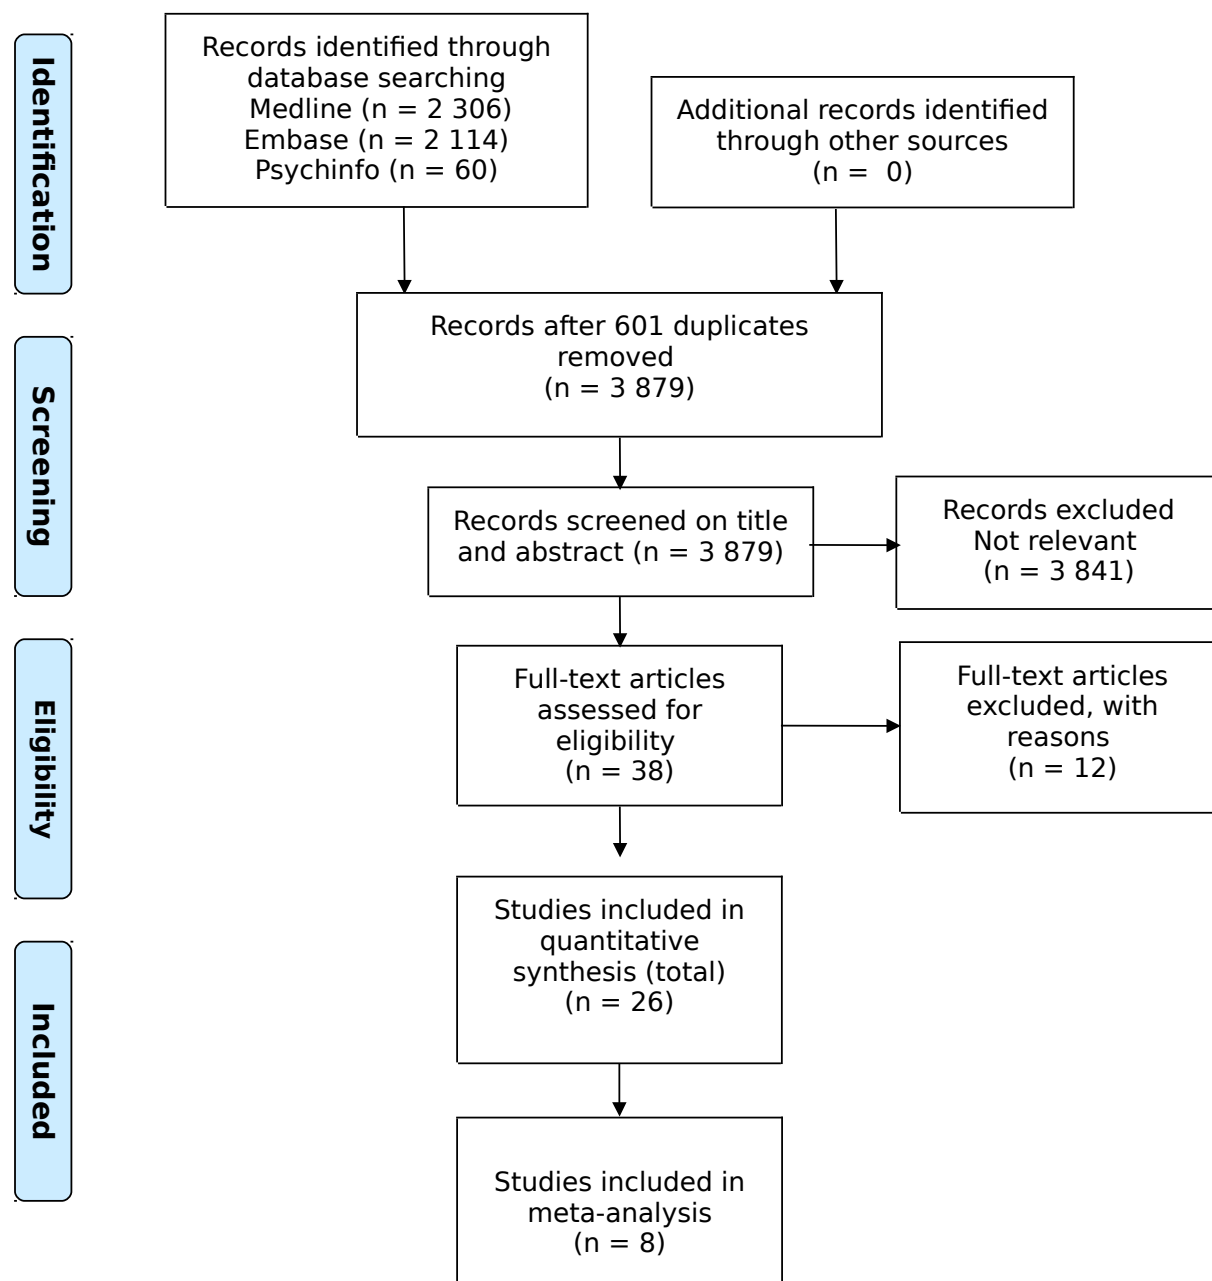 Identification
Records identified through
database searching
Medline (n = 2 306)
Embase (n = 2 114)
Psychinfo (n = 60)
Additional records identified
through other sources
(n =  0)
Records after 601 duplicates
removed
(n = 3 879)
Screening
Records screened on title
and abstract (n = 3 879)
Records excluded
Not relevant
(n = 3 841)
Eligibility
Full-text articles
assessed for
eligibility
(n = 38)
Full-text articles
excluded, with
reasons
(n = 12)
Included
Studies included in
quantitative
synthesis (total)
(n = 26)
Studies included in
meta-analysis
(n = 8)